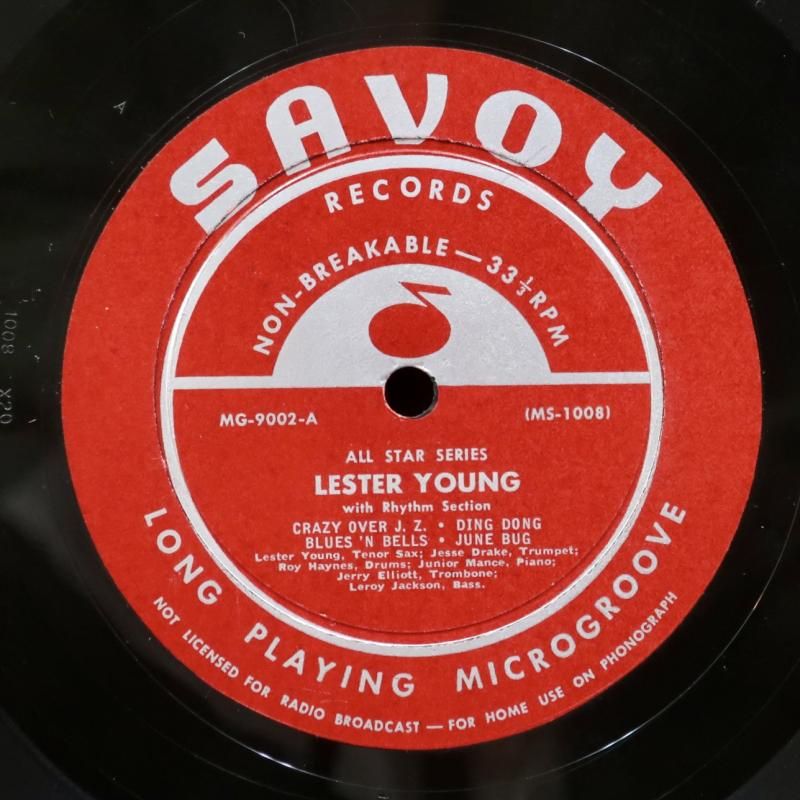 SAVOY
RECORDS
NON-BREAKABLE — 33⅓ RPM
MG-9002-A
(MS-1008)
ALL STAR SERIES
LESTER YOUNG
with Rhythm Section
CRAZY OVER J. Z. • DING DONG
BLUES 'N BELLS • JUNE BUG
Lester Young, Tenor Sax; Jesse Drake, Trumpet;
Roy Haynes, Drums; Junior Mance, Piano;
Jerry Elliott, Trombone;
Leroy Jackson, Bass.
LONG PLAYING MICROGROOVE
NOT LICENSED FOR RADIO BROADCAST — FOR HOME USE ON PHONOGRAPH
1008 X20
A